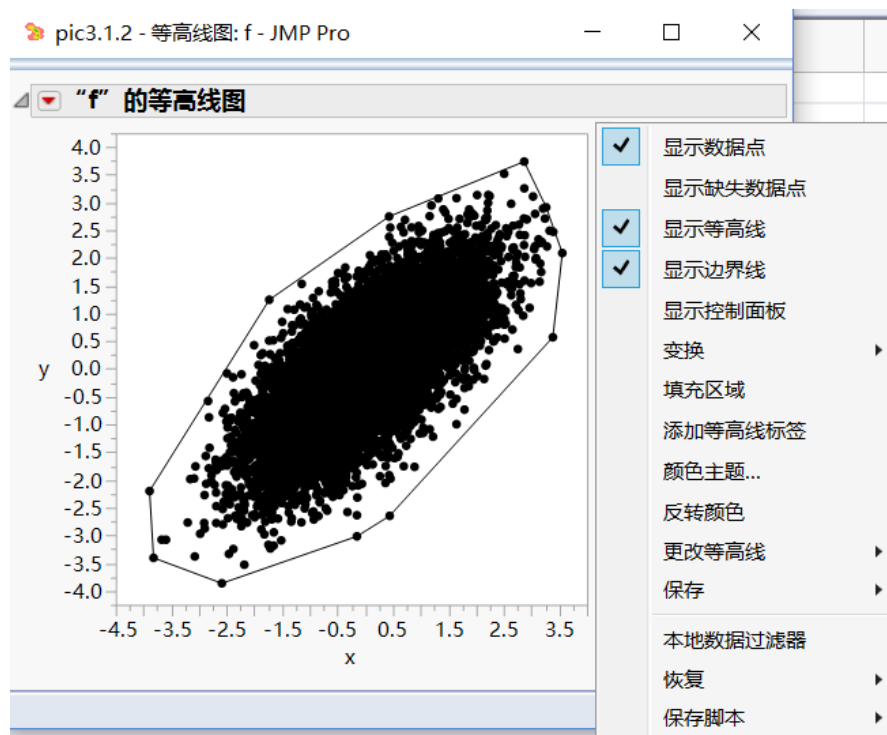 pic3.1.2 - 等高线图: f - JMP Pro
“f”的等高线图
4.0
3.5
3.0
2.5
2.0
1.5
1.0
0.5
0.0
-0.5
-1.0
-1.5
-2.0
-2.5
-3.0
-3.5
-4.0
y
-4.5 -3.5 -2.5 -1.5 -0.5 0.5 1.5 2.5 3.5
x
显示数据点
显示缺失数据点
显示等高线
显示边界线
显示控制面板
变换
填充区域
添加等高线标签
颜色主题...
反转颜色
更改等高线
保存
本地数据过滤器
恢复
保存脚本